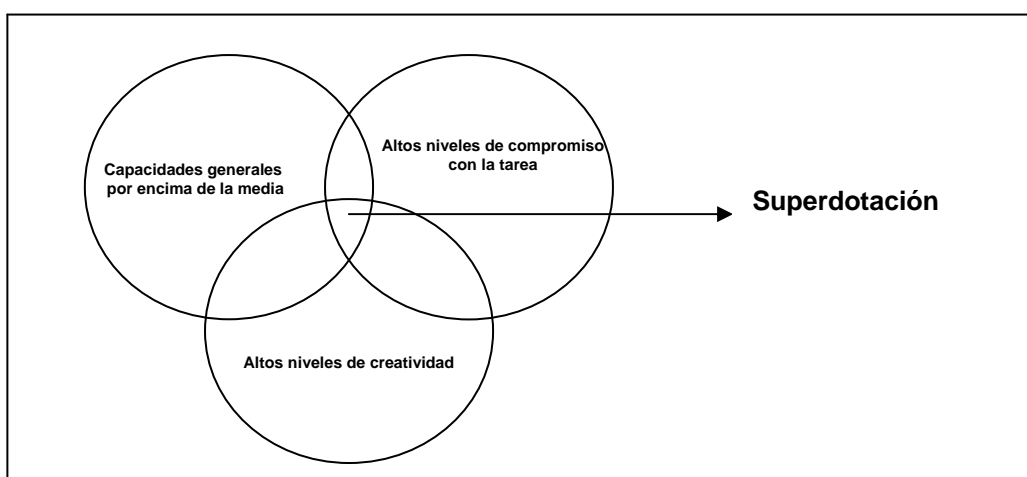 Capacidades generales
por encima de la media
Altos niveles de compromiso
con la tarea
Superdotación
Altos niveles de creatividad